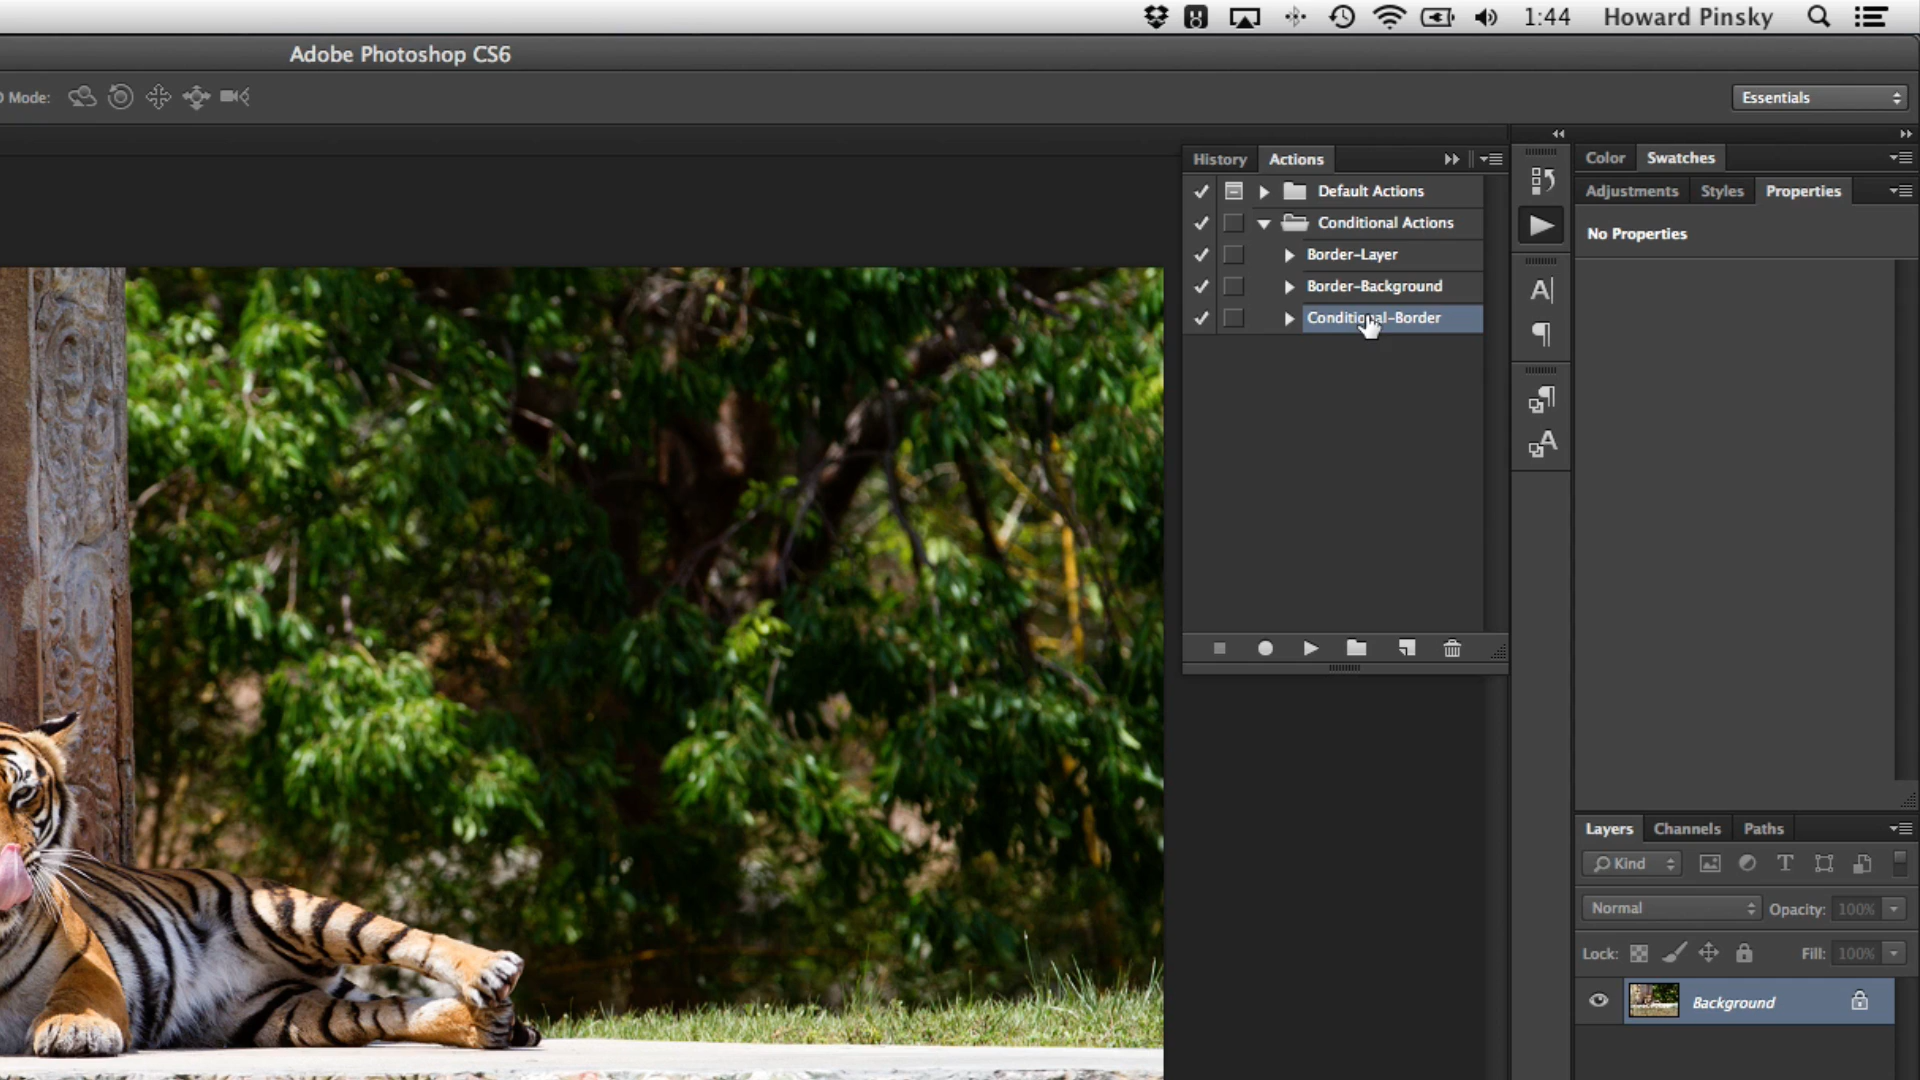 1:44 Howard Pinsky
Adobe Photoshop CS6
Mode:
Essentials
History Actions
Color Swatches
Default Actions
Adjustments Styles Properties
Conditional Actions
No Properties
Border-Layer
Border-Background
Conditional-Border
Layers Channels Paths
Kind
Normal Opacity: 100%
Lock: Fill: 100%
Background